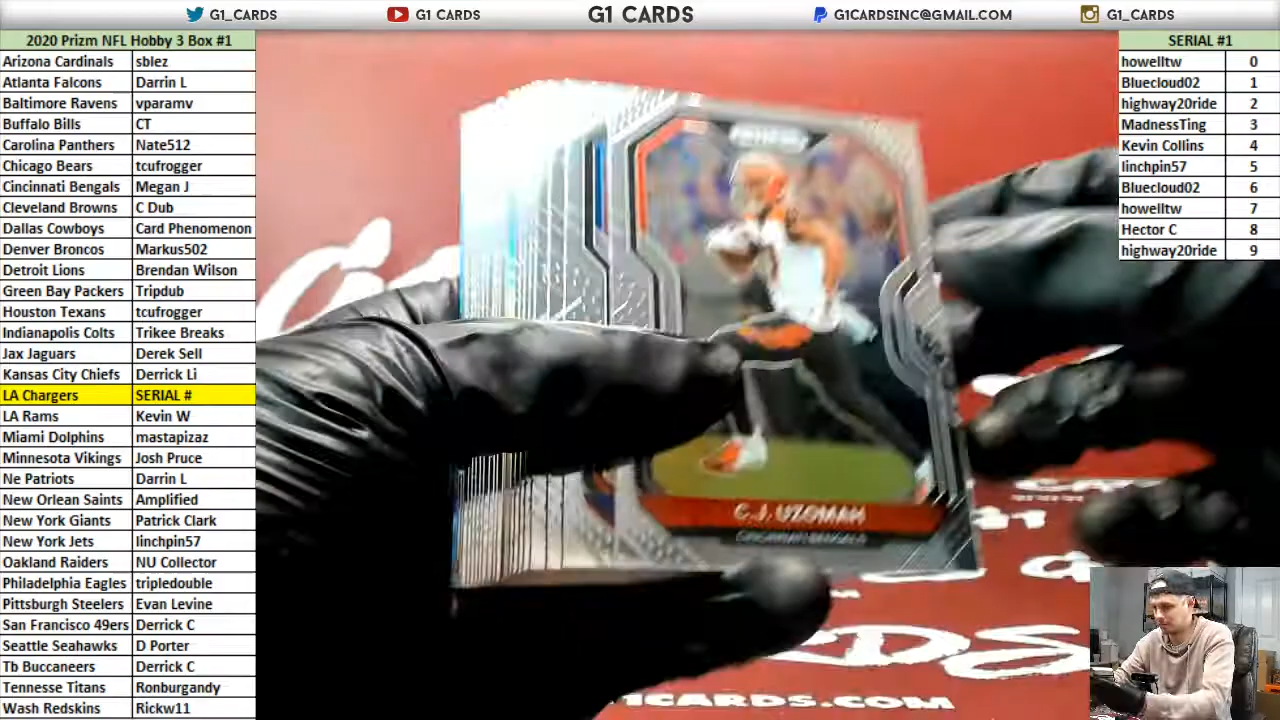 G1_CARDS
G1 CARDS
G1 CARDS
G1CARDSINC@GMAIL.COM
G1_CARDS
2020 Prizm NFL Hobby 3 Box #1
Arizona Cardinals sblez
Atlanta Falcons Darrin L
Baltimore Ravens vparamv
Buffalo Bills CT
Carolina Panthers Nate512
Chicago Bears tcufrogger
Cincinnati Bengals Megan J
Cleveland Browns C Dub
Dallas Cowboys Card Phenomenon
Denver Broncos Markus502
Detroit Lions Brendan Wilson
Green Bay Packers Tripdub
Houston Texans tcufrogger
Indianapolis Colts Trikee Breaks
Jax Jaguars Derek Sell
Kansas City Chiefs Derrick Li
LA Chargers SERIAL #
LA Rams Kevin W
Miami Dolphins mastapizaz
Minnesota Vikings Josh Pruce
Ne Patriots Darrin L
New Orlean Saints Amplified
New York Giants Patrick Clark
New York Jets linchpin57
Oakland Raiders NU Collector
Philadelphia Eagles tripledouble
Pittsburgh Steelers Evan Levine
San Francisco 49ers Derrick C
Seattle Seahawks D Porter
Tb Buccaneers Derrick C
Tennesse Titans Ronburgandy
Wash Redskins Rickw11
SERIAL #1
howelltw 0
Bluecloud02 1
highway20ride 2
MadnessTing 3
Kevin Collins 4
linchpin57 5
Bluecloud02 6
howelltw 7
Hector C 8
highway20ride 9
PRIZM
C.J. UZOMAH
CINCINNATI BENGALS
G1CARDS.COM